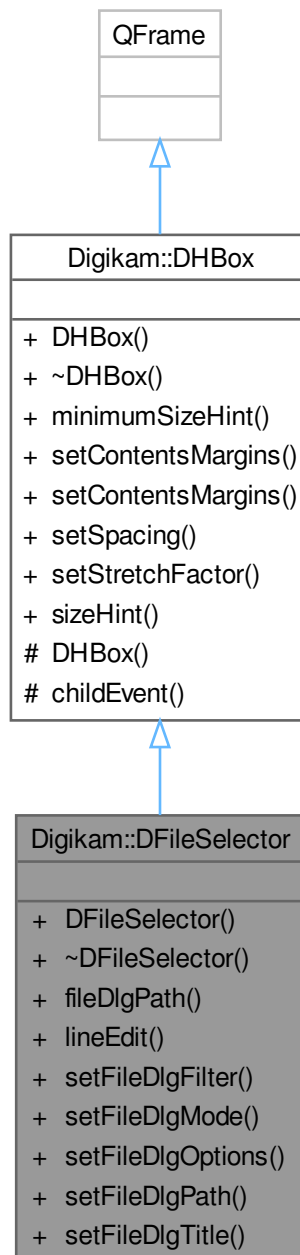 QFrame
Digikam::DHBox
+ DHBox()
+ ~DHBox()
+ minimumSizeHint()
+ setContentsMargins()
+ setContentsMargins()
+ setSpacing()
+ setStretchFactor()
+ sizeHint()
# DHBox()
# childEvent()
Digikam::DFileSelector
+ DFileSelector()
+ ~DFileSelector()
+ fileDlgPath()
+ lineEdit()
+ setFileDlgFilter()
+ setFileDlgMode()
+ setFileDlgOptions()
+ setFileDlgPath()
+ setFileDlgTitle()